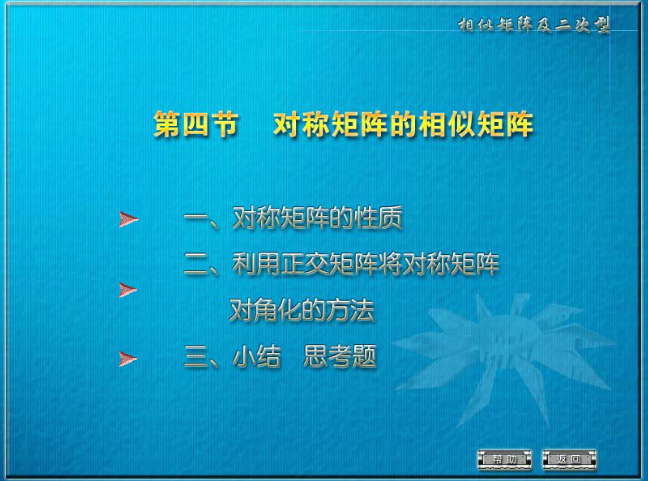 相似矩阵及二次型
第四节 对称矩阵的相似矩阵
一、对称矩阵的性质
二、利用正交矩阵将对称矩阵
对角化的方法
三、小结 思考题
帮助 返回